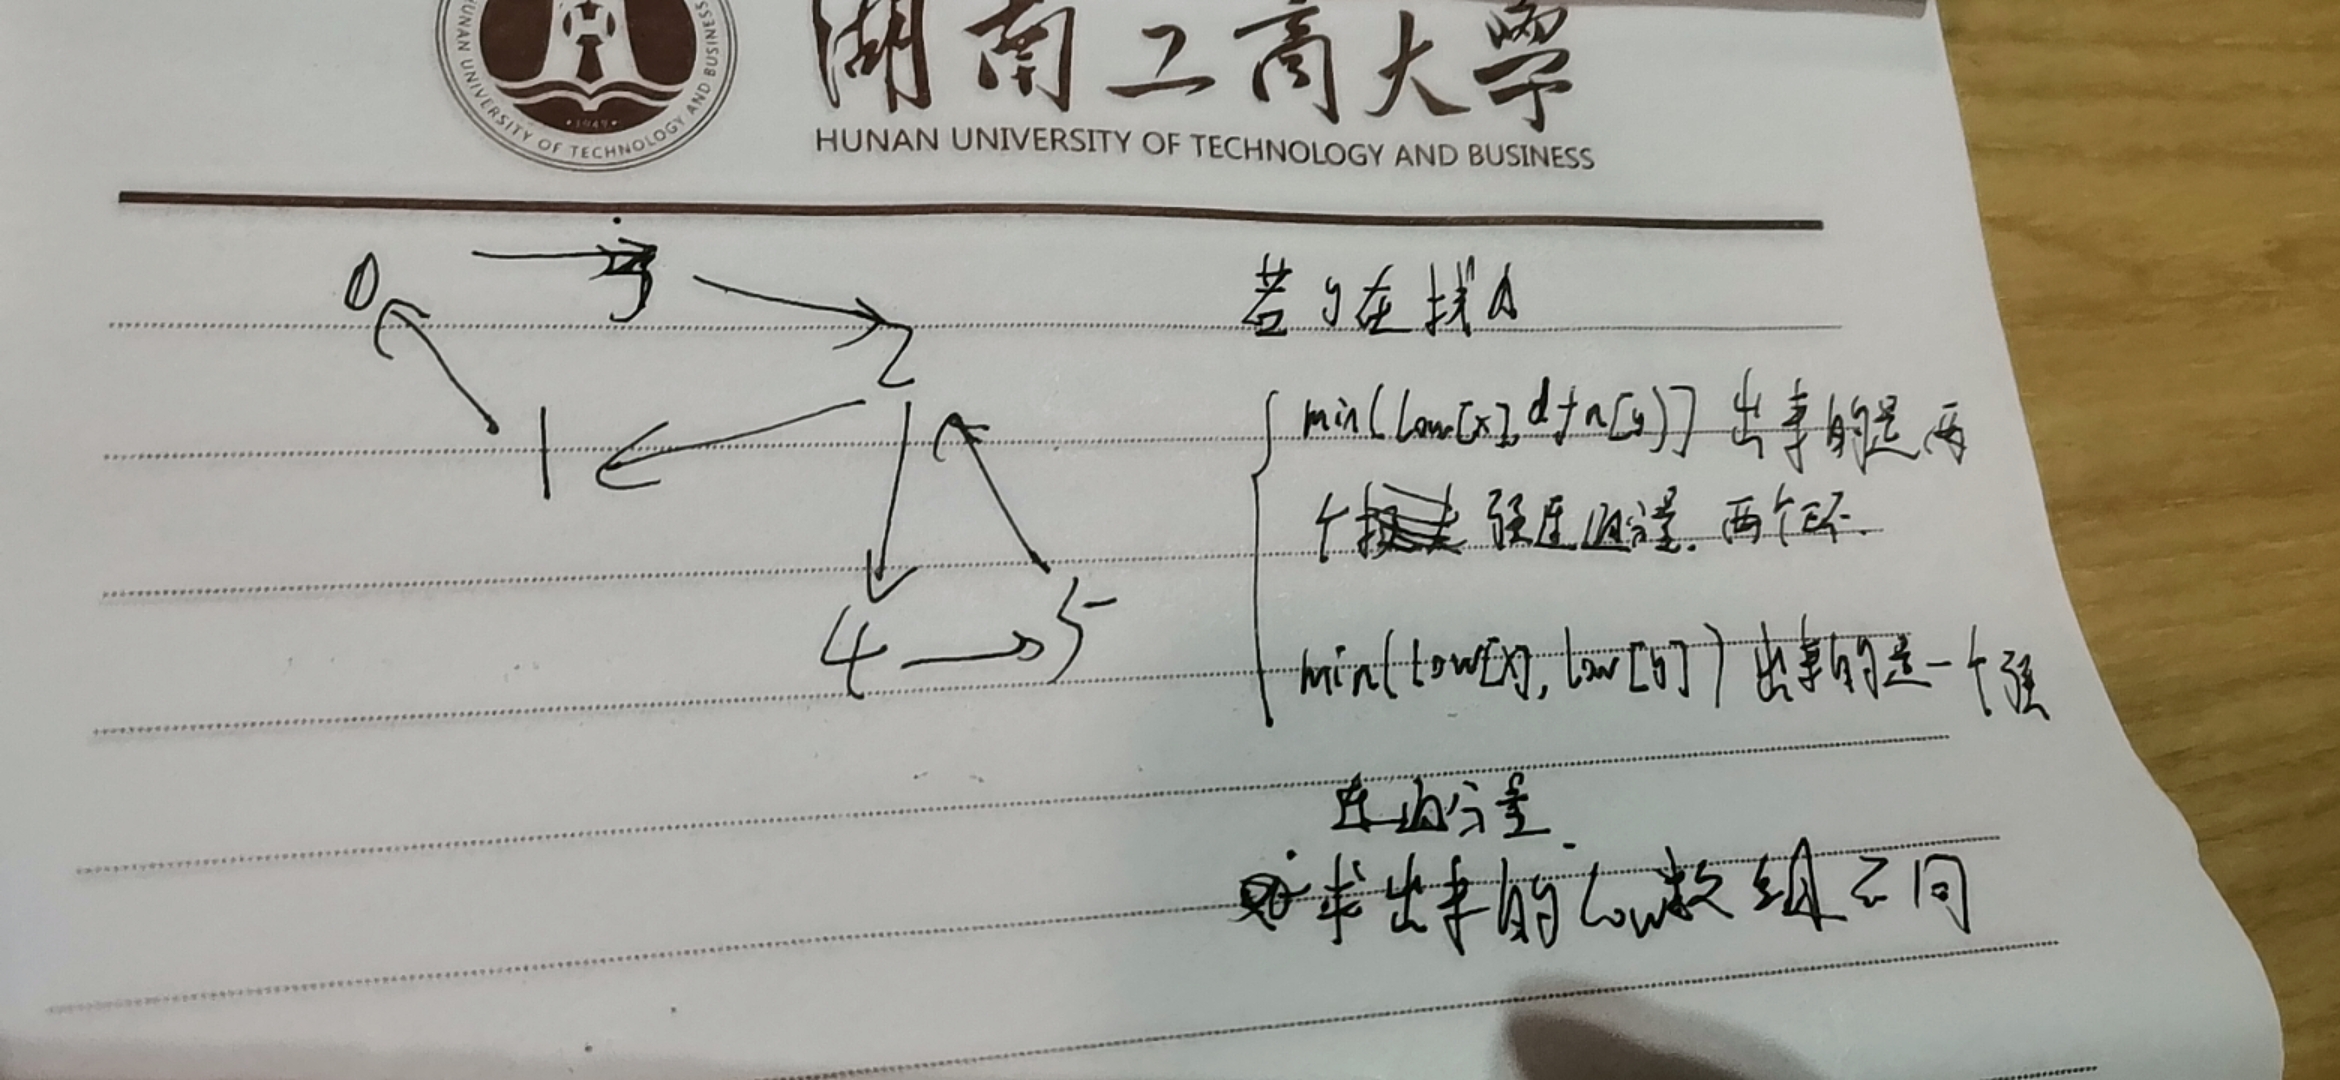 HUNAN UNIVERSITY OF TECHNOLOGY AND BUSINESS
·1949·
湖南工商大学
HUNAN UNIVERSITY OF TECHNOLOGY AND BUSINESS
0 3
2
1
4 5
若y在栈内
min(low[x],dfn[y)] 出来的是两
个 强连通分量. 两个环.
min(low[x], low[y]) 出来的是一个强
连通分量.
求出来的low数组不同